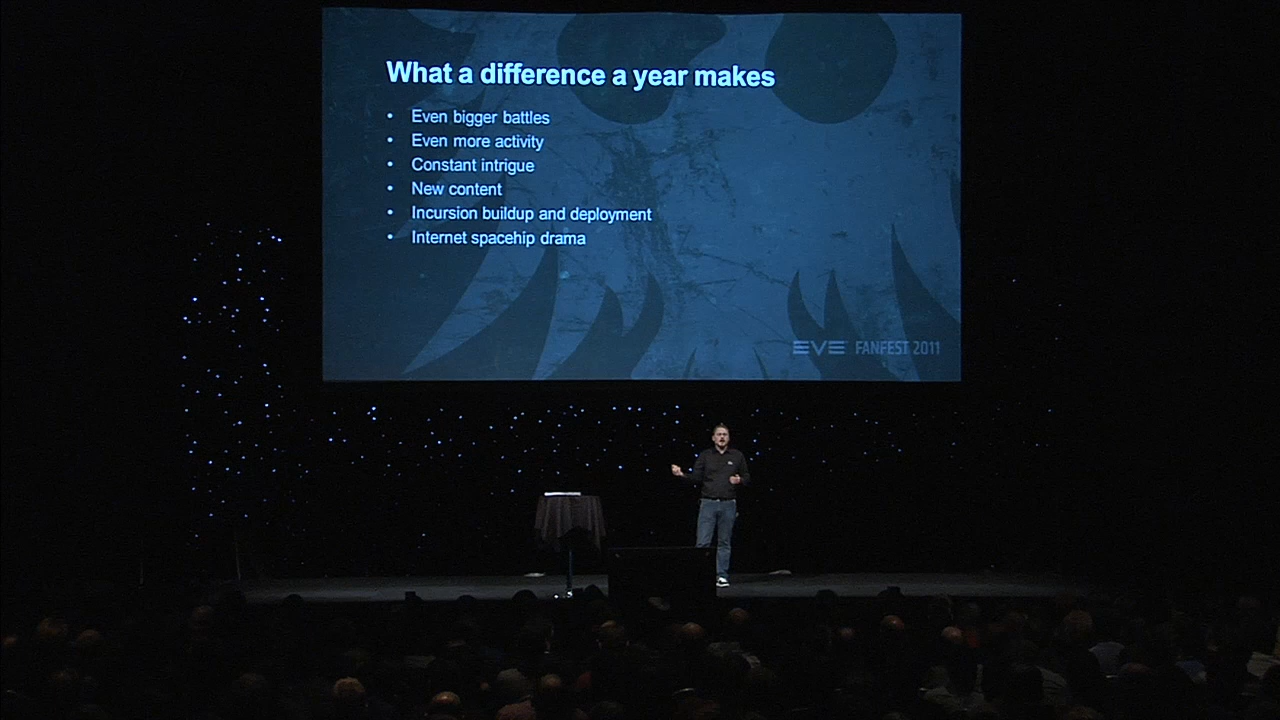 What a difference a year makes
• Even bigger battles
• Even more activity
• Constant intrigue
• New content
• Incursion buildup and deployment
• Internet spacehip drama
EVE FANFEST 2011